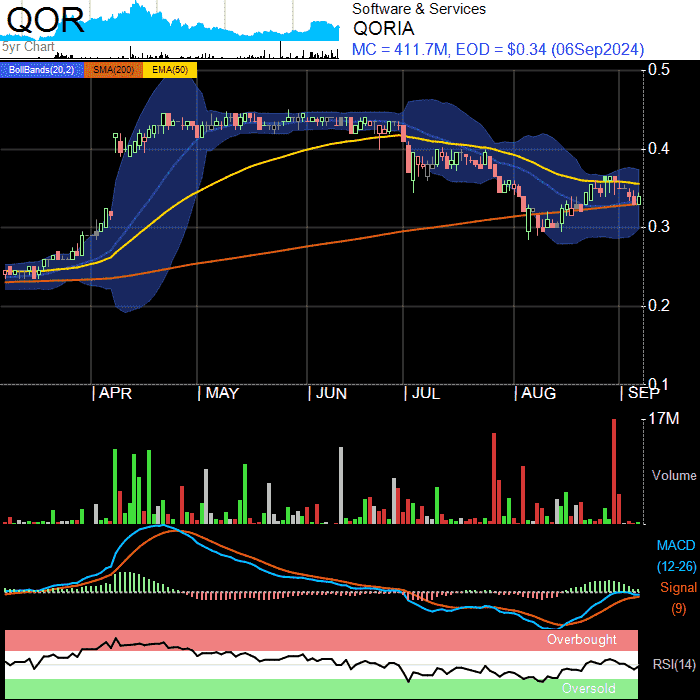 QOR
5yr Chart
Software & Services
QORIA
MC = 411.7M, EOD = $0.34 (06Sep2024)
BollBands(20,2) SMA(200) EMA(50)
0.5
0.4
0.3
0.2
0.1
| APR | MAY | JUN | JUL | AUG | SEP
17M
Volume
MACD
(12-26)
Signal
(9)
Overbought
RSI(14)
Oversold